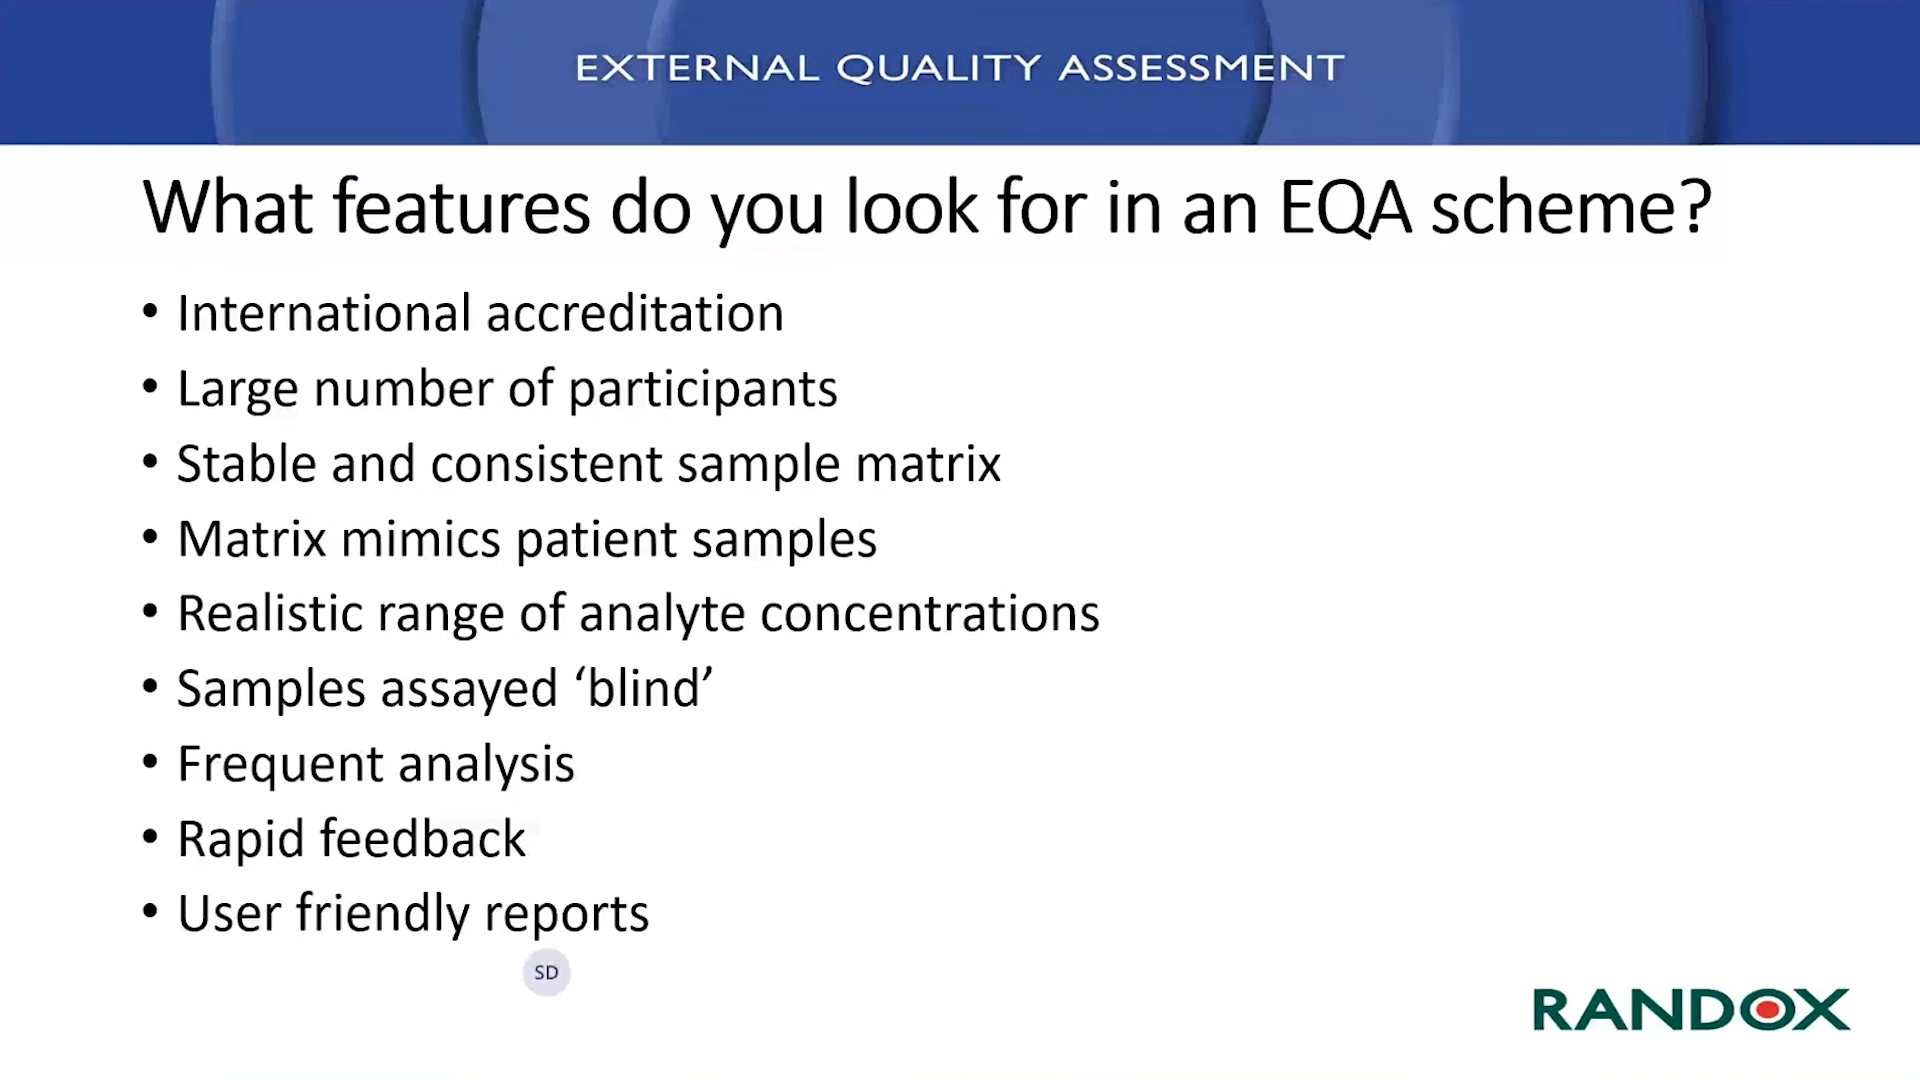 EXTERNAL QUALITY ASSESSMENT
What features do you look for in an EQA scheme?
• International accreditation
• Large number of participants
• Stable and consistent sample matrix
• Matrix mimics patient samples
• Realistic range of analyte concentrations
• Samples assayed ‘blind’
• Frequent analysis
• Rapid feedback
• User friendly reports
SD
RANDOX